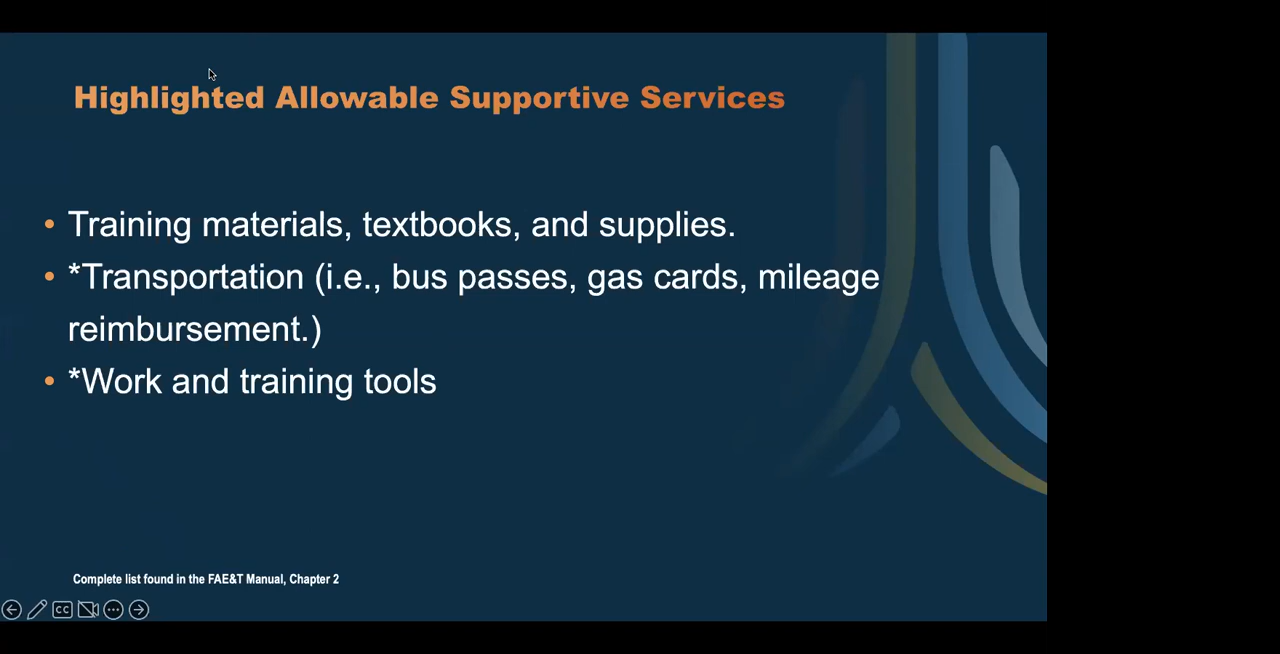 Highlighted Allowable Supportive Services
• Training materials, textbooks, and supplies.
• *Transportation (i.e., bus passes, gas cards, mileage
reimbursement.)
• *Work and training tools
Complete list found in the FAE&T Manual, Chapter 2
CC